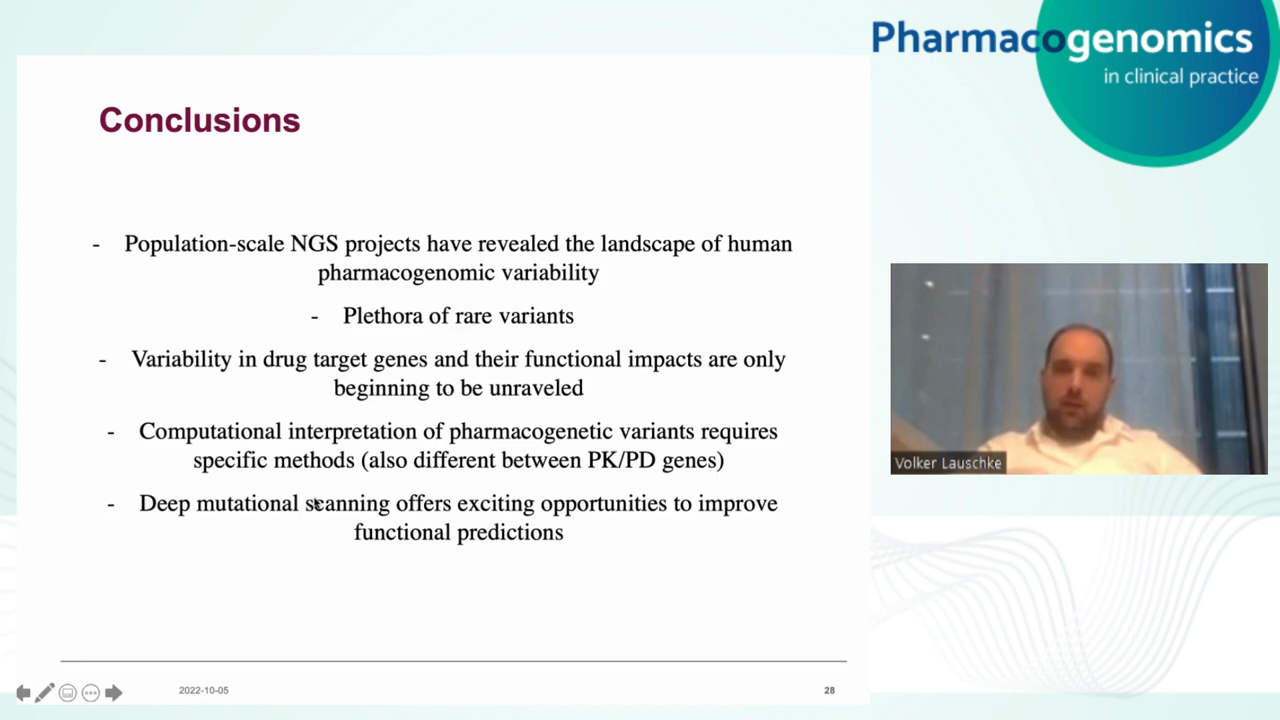 Pharmacogenomics
in clinical practice
Conclusions
- Population-scale NGS projects have revealed the landscape of human
pharmacogenomic variability
- Plethora of rare variants
- Variability in drug target genes and their functional impacts are only
beginning to be unraveled
- Computational interpretation of pharmacogenetic variants requires
specific methods (also different between PK/PD genes)
- Deep mutational scanning offers exciting opportunities to improve
functional predictions
Volker Lauschke
2022-10-05
28